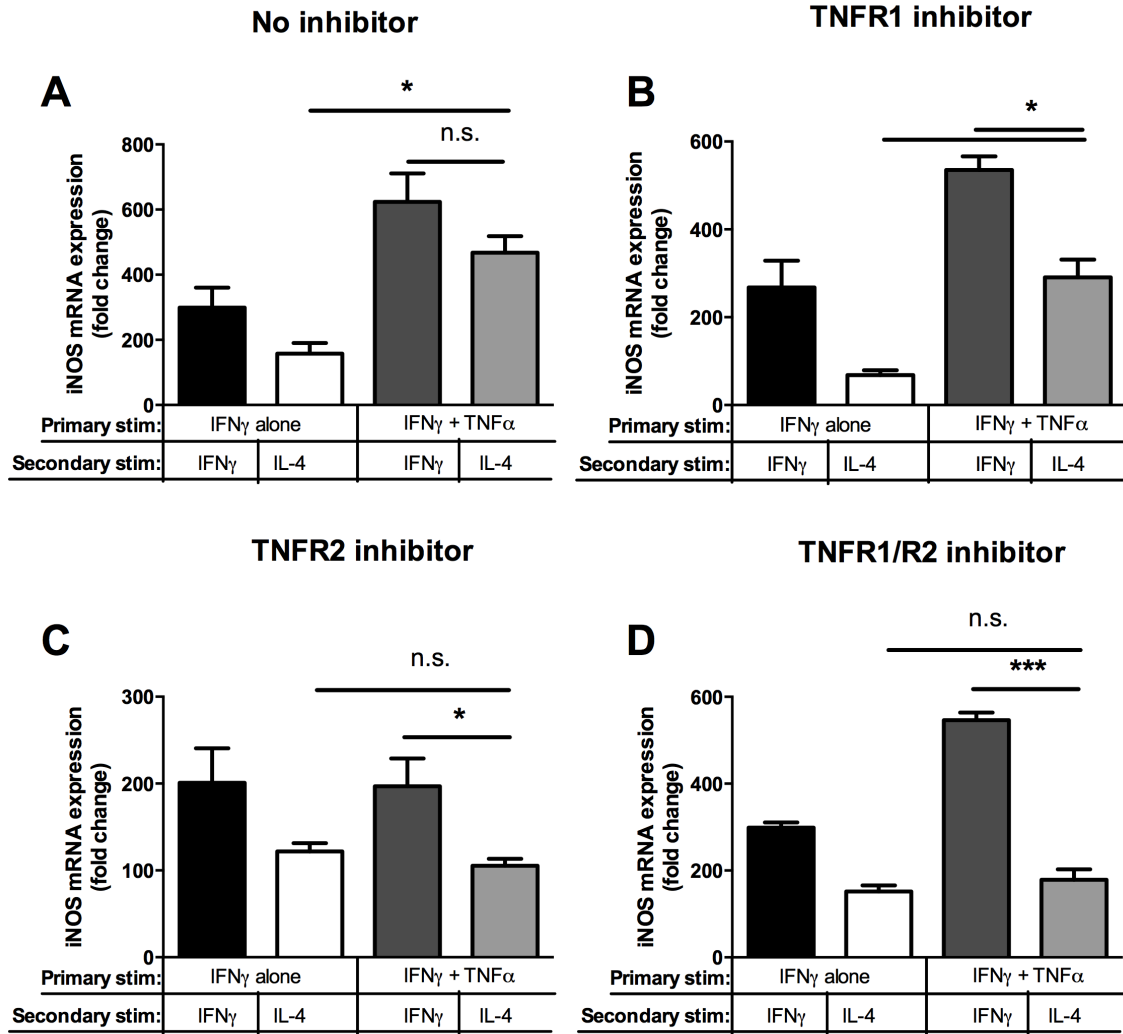 No inhibitor
A
*
n.s.
iNOS mRNA expression
(fold change)
800
600
400
200
0
Primary stim: IFNγ alone IFNγ + TNFα
Secondary stim: IFNγ IL-4 IFNγ IL-4
TNFR1 inhibitor
B
*
iNOS mRNA expression
(fold change)
600
400
200
0
Primary stim: IFNγ alone IFNγ + TNFα
Secondary stim: IFNγ IL-4 IFNγ IL-4
TNFR2 inhibitor
C
n.s.
*
iNOS mRNA expression
(fold change)
300
200
100
0
Primary stim: IFNγ alone IFNγ + TNFα
Secondary stim: IFNγ IL-4 IFNγ IL-4
TNFR1/R2 inhibitor
D
n.s.
***
iNOS mRNA expression
(fold change)
600
400
200
0
Primary stim: IFNγ alone IFNγ + TNFα
Secondary stim: IFNγ IL-4 IFNγ IL-4